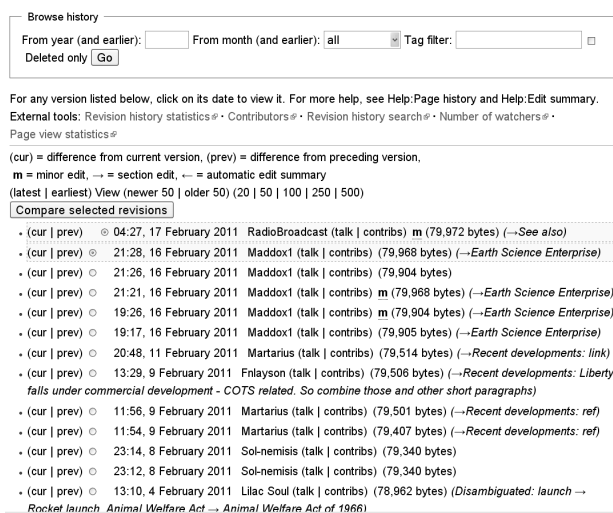 Browse history
From year (and earlier): From month (and earlier): all Tag filter:
Deleted only Go
For any version listed below, click on its date to view it. For more help, see Help:Page history and Help:Edit summary.
External tools: Revision history statistics · Contributors · Revision history search · Number of watchers ·
Page view statistics
(cur) = difference from current version, (prev) = difference from preceding version,
m = minor edit, → = section edit, ← = automatic edit summary
(latest | earliest) View (newer 50 | older 50) (20 | 50 | 100 | 250 | 500)
Compare selected revisions
• (cur | prev) 04:27, 17 February 2011 RadioBroadcast (talk | contribs) m (79,972 bytes) (→See also)
• (cur | prev) 21:28, 16 February 2011 Maddox1 (talk | contribs) (79,968 bytes) (→Earth Science Enterprise)
• (cur | prev) 21:26, 16 February 2011 Maddox1 (talk | contribs) (79,904 bytes)
• (cur | prev) 21:21, 16 February 2011 Maddox1 (talk | contribs) m (79,968 bytes) (→Earth Science Enterprise)
• (cur | prev) 19:26, 16 February 2011 Maddox1 (talk | contribs) m (79,904 bytes) (→Earth Science Enterprise)
• (cur | prev) 19:17, 16 February 2011 Maddox1 (talk | contribs) (79,905 bytes) (→Earth Science Enterprise)
• (cur | prev) 20:48, 11 February 2011 Martarius (talk | contribs) (79,514 bytes) (→Recent developments: link)
• (cur | prev) 13:29, 9 February 2011 Fnlayson (talk | contribs) (79,506 bytes) (→Recent developments: Liberty
falls under commercial development - COTS related. So combine those and other short paragraphs)
• (cur | prev) 11:56, 9 February 2011 Martarius (talk | contribs) (79,501 bytes) (→Recent developments: ref)
• (cur | prev) 11:54, 9 February 2011 Martarius (talk | contribs) (79,407 bytes) (→Recent developments: ref)
• (cur | prev) 23:14, 8 February 2011 Sol-nemisis (talk | contribs) (79,340 bytes)
• (cur | prev) 23:12, 8 February 2011 Sol-nemisis (talk | contribs) (79,340 bytes)
• (cur | prev) 13:10, 4 February 2011 Lilac Soul (talk | contribs) (78,962 bytes) (Disambiguated: launch →
Rocket launch, Animal Welfare Act → Animal Welfare Act of 1966)